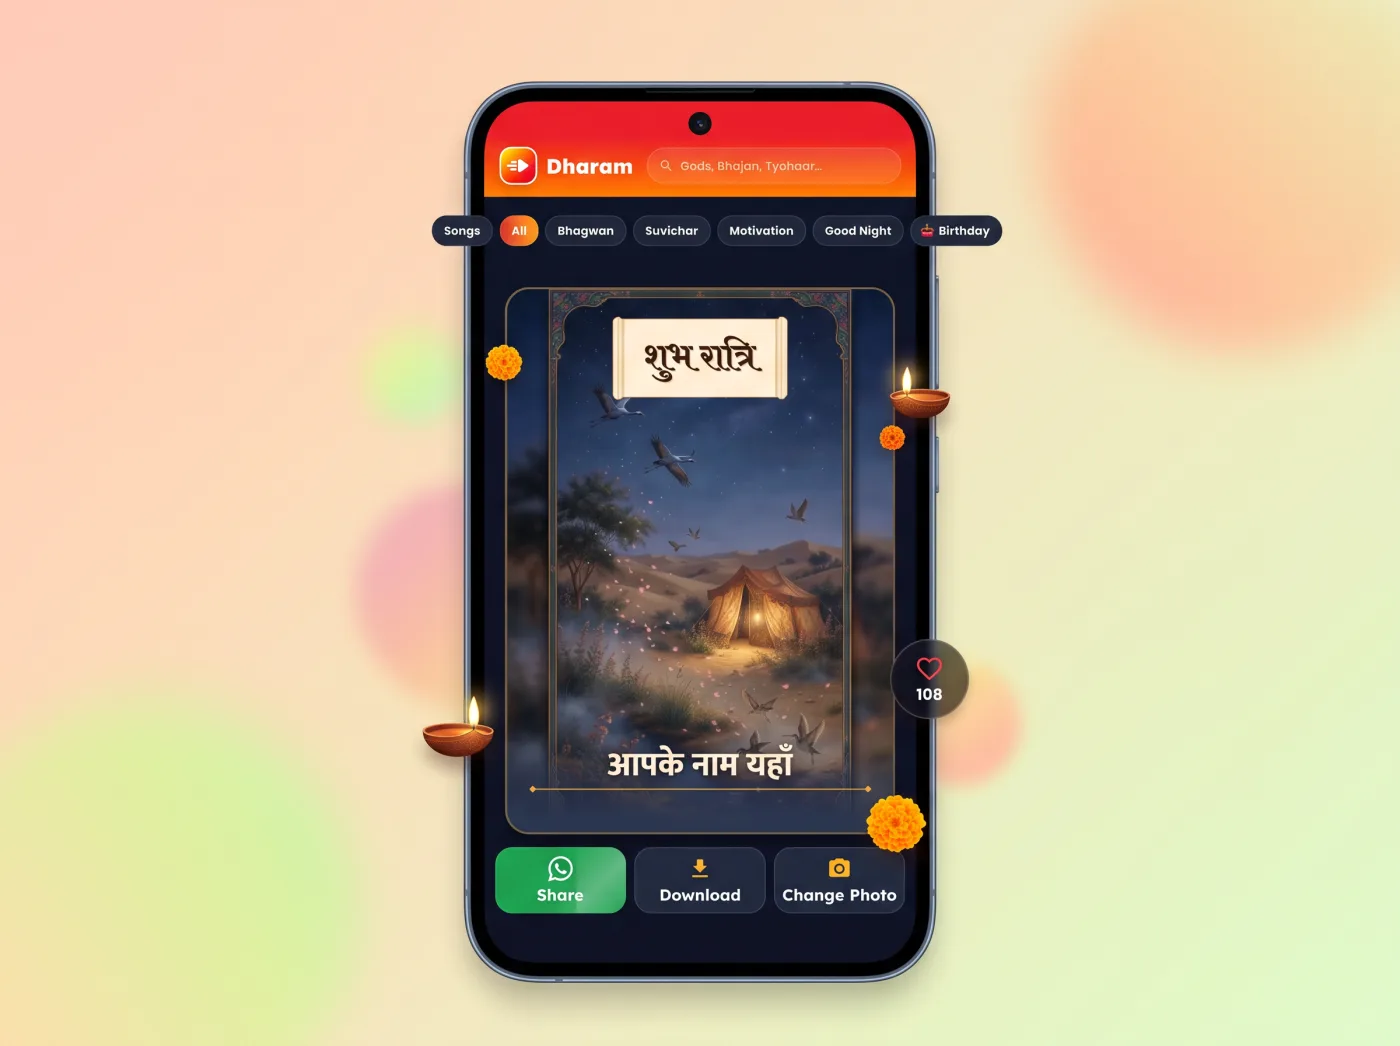 Dharam
Gods, Bhajan, Tyohaar...
Songs
All
Bhagwan
Suvichar
Motivation
Good Night
Birthday
शुभ रात्रि
108
आपके नाम यहाँ
Share
Download
Change Photo